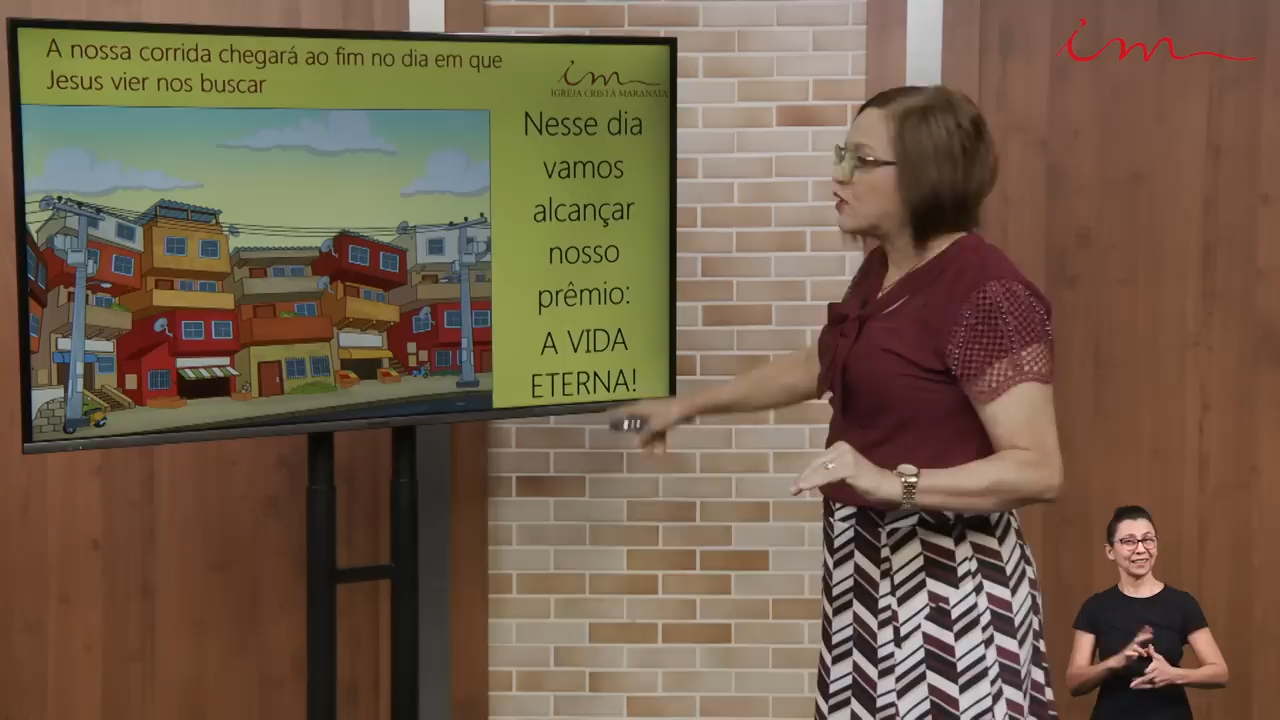 A nossa corrida chegará ao fim no dia em que
Jesus vier nos buscar
im
IGREJA CRISTÃ MARANATA
Nesse dia
vamos
alcançar
nosso
prêmio:
A VIDA
ETERNA!
im